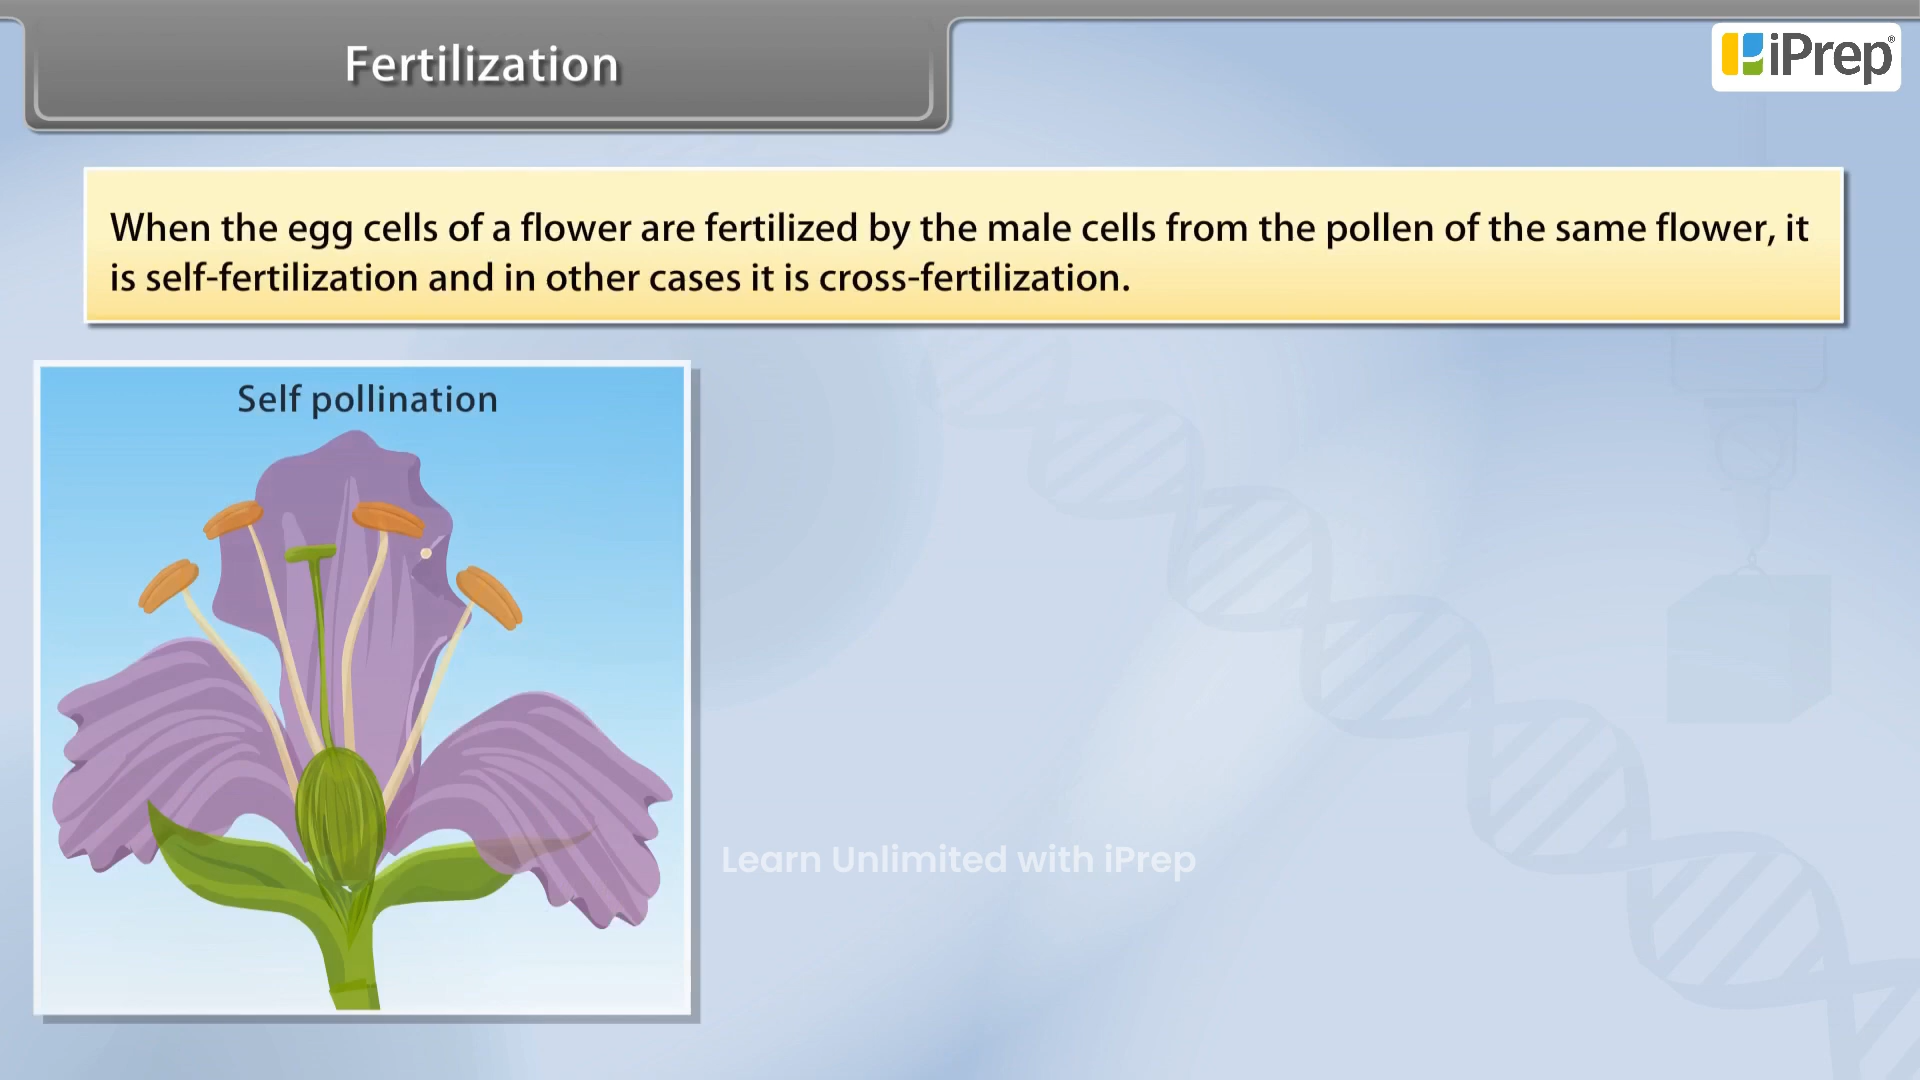 Fertilization
iPrep®
When the egg cells of a flower are fertilized by the male cells from the pollen of the same flower, it
is self-fertilization and in other cases it is cross-fertilization.
Self pollination
Learn Unlimited with iPrep